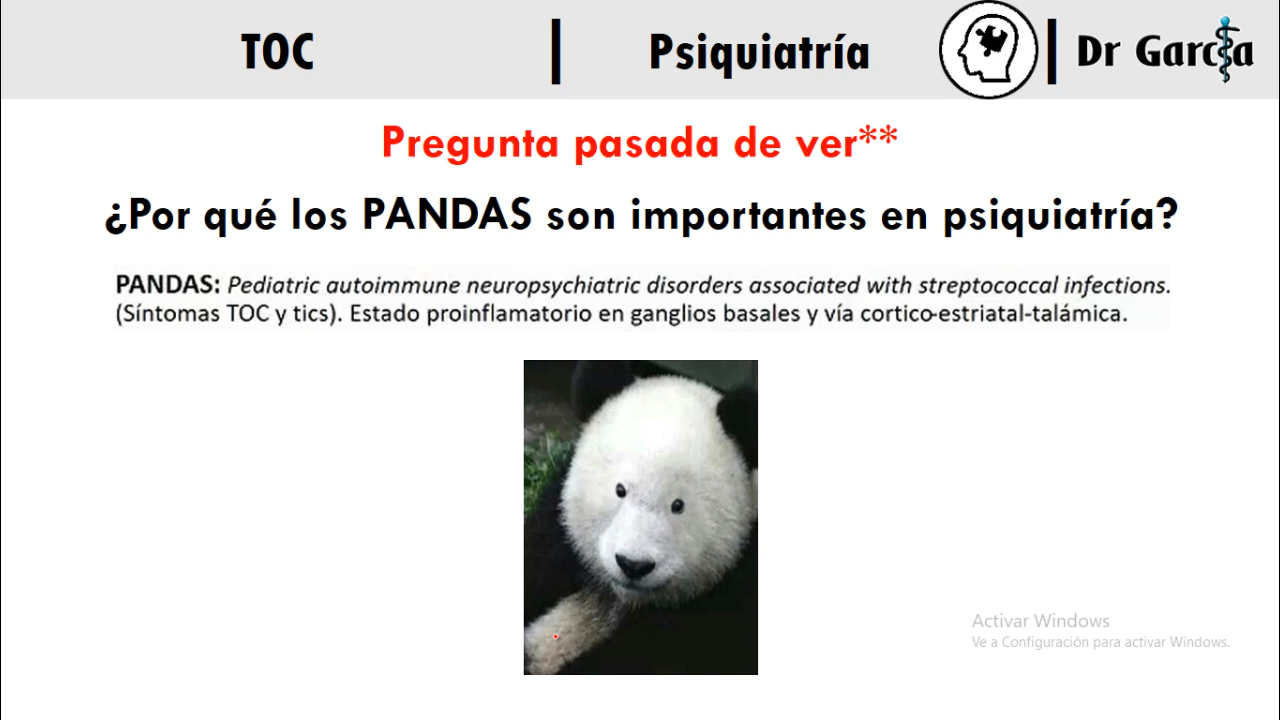 TOC | Psiquiatría | Dr García
Pregunta pasada de ver**
¿Por qué los PANDAS son importantes en psiquiatría?
PANDAS: Pediatric autoimmune neuropsychiatric disorders associated with streptococcal infections.
(Síntomas TOC y tics). Estado proinflamatorio en ganglios basales y vía cortico-estriatal-talámica.
Activar Windows
Ve a Configuración para activar Windows.